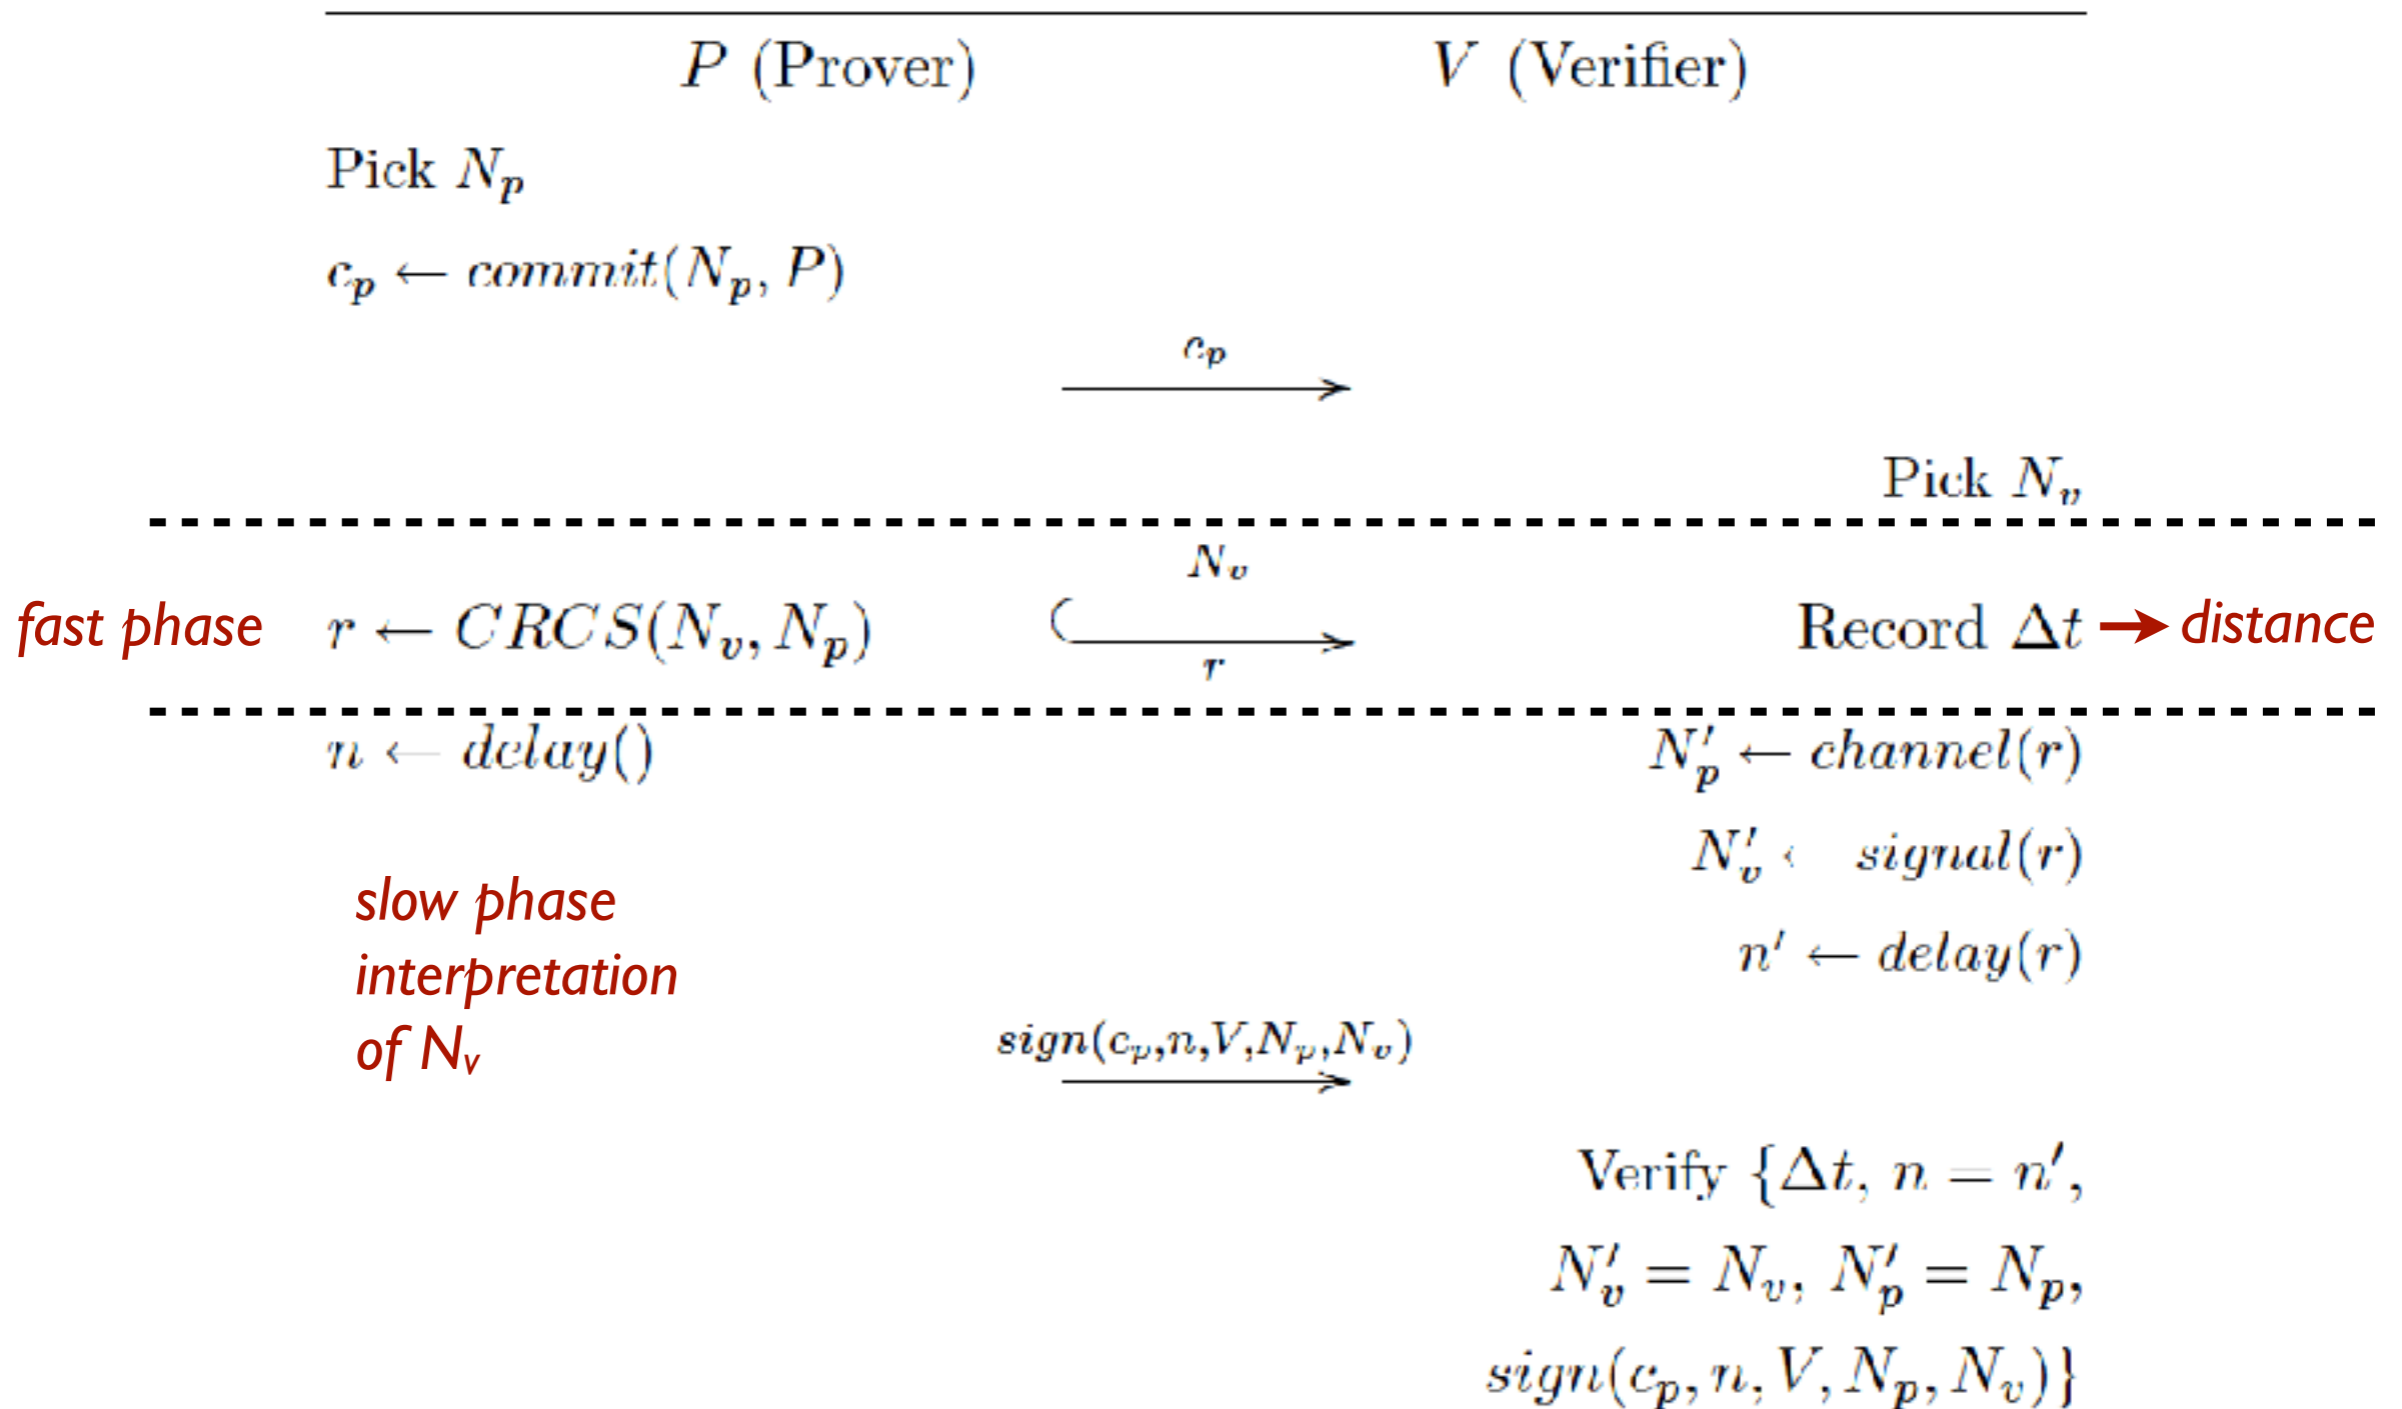 P (Prover) V (Verifier)
Pick N_p
c_p ← commit(N_p, P)
c_p
Pick N_v
N_v
fast phase r ← CRCS(N_v, N_p) Record Δt → distance
r
n ← delay() N′_p ← channel(r)
N′_v ← signal(r)
slow phase
interpretation n′ ← delay(r)
of N_v
sign(c_p,n,V,N_p,N_v)
Verify {Δt, n = n′,
N′_v = N_v, N′_p = N_p,
sign(c_p, n, V, N_p, N_v)}